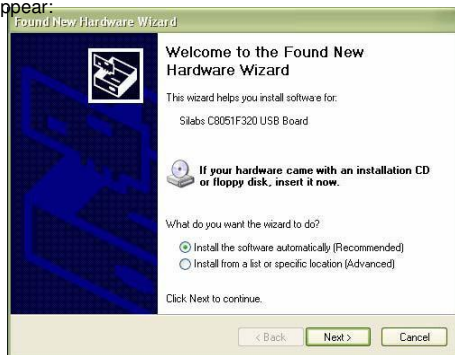 ppear:
Found New Hardware Wizard
Welcome to the Found New
Hardware Wizard
This wizard helps you install software for:
Silabs C8051F320 USB Board
If your hardware came with an installation CD
or floppy disk, insert it now.
What do you want the wizard to do?
Install the software automatically (Recommended)
Install from a list or specific location (Advanced)
Click Next to continue.
< Back Next > Cancel